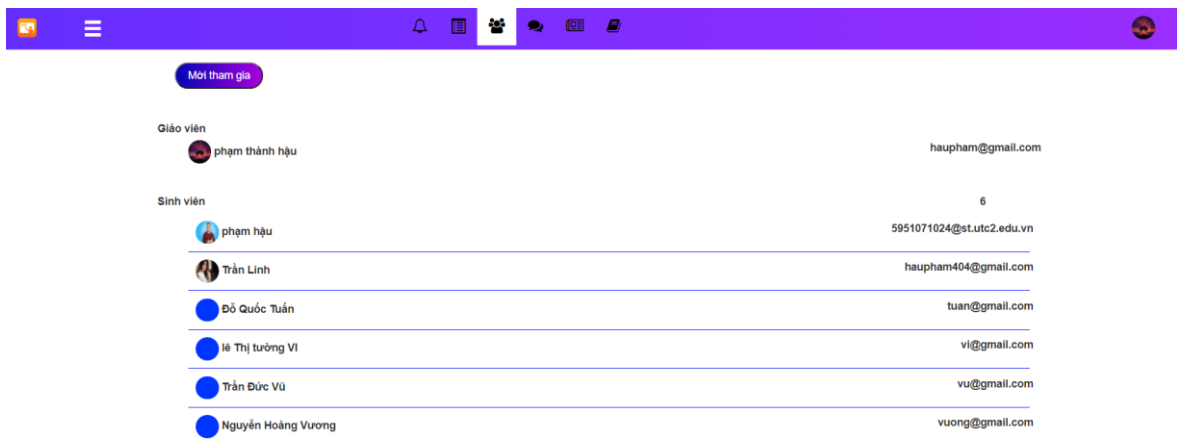 Mời tham gia
Giáo viên
phạm thành hậu haupham@gmail.com
Sinh viên 6
phạm hậu 5951071024@st.utc2.edu.vn
Trần Linh haupham404@gmail.com
Đỗ Quốc Tuấn tuan@gmail.com
lê Thị tường VI vi@gmail.com
Trần Đức Vũ vu@gmail.com
Nguyễn Hoàng Vương vuong@gmail.com